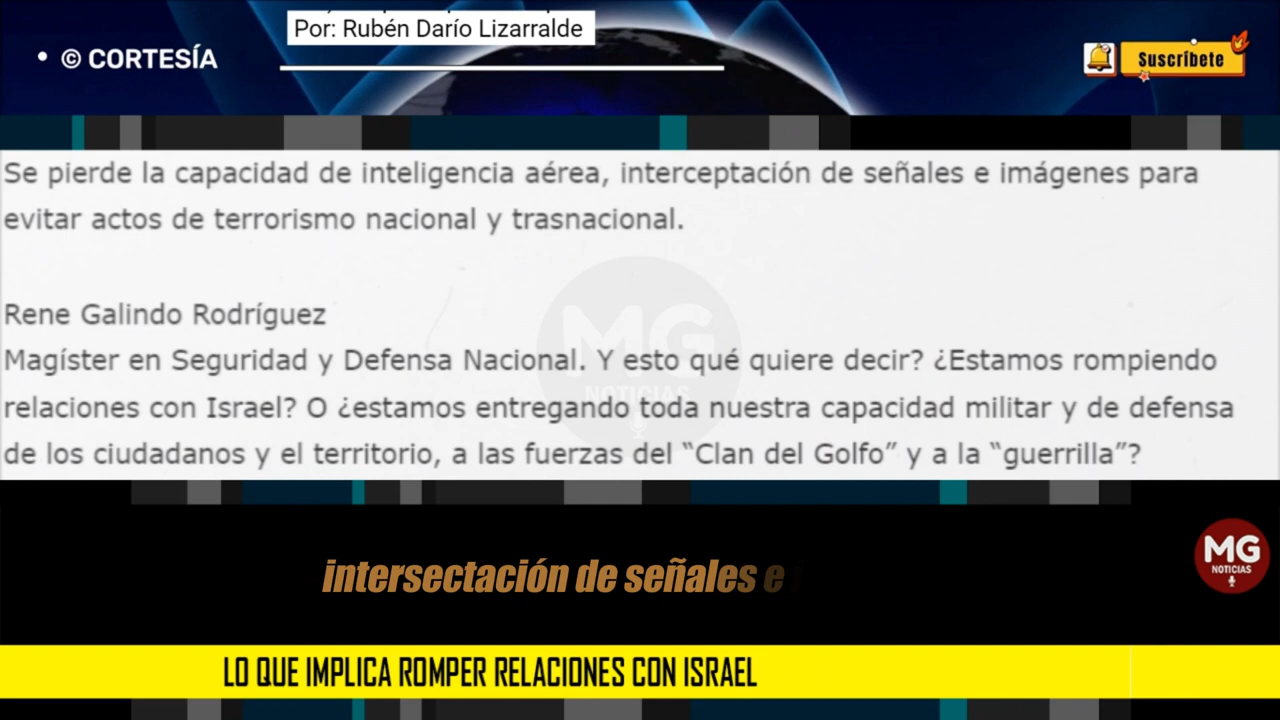 Por: Rubén Darío Lizarralde
• © CORTESÍA
Suscríbete
Se pierde la capacidad de inteligencia aérea, interceptación de señales e imágenes para
evitar actos de terrorismo nacional y trasnacional.
Rene Galindo Rodríguez
Magíster en Seguridad y Defensa Nacional. Y esto qué quiere decir? ¿Estamos rompiendo
relaciones con Israel? O ¿estamos entregando toda nuestra capacidad militar y de defensa
de los ciudadanos y el territorio, a las fuerzas del “Clan del Golfo” y a la “guerrilla”?
MG
NOTICIAS
intersectación de señales e
MG
NOTICIAS
LO QUE IMPLICA ROMPER RELACIONES CON ISRAEL